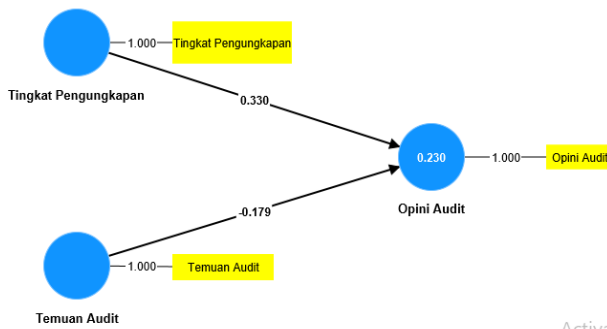 1.000
Tingkat Pengungkapan
Tingkat Pengungkapan
0.330
0.230
1.000
Opini Audit
Opini Audit
-0.179
1.000
Temuan Audit
Temuan Audit